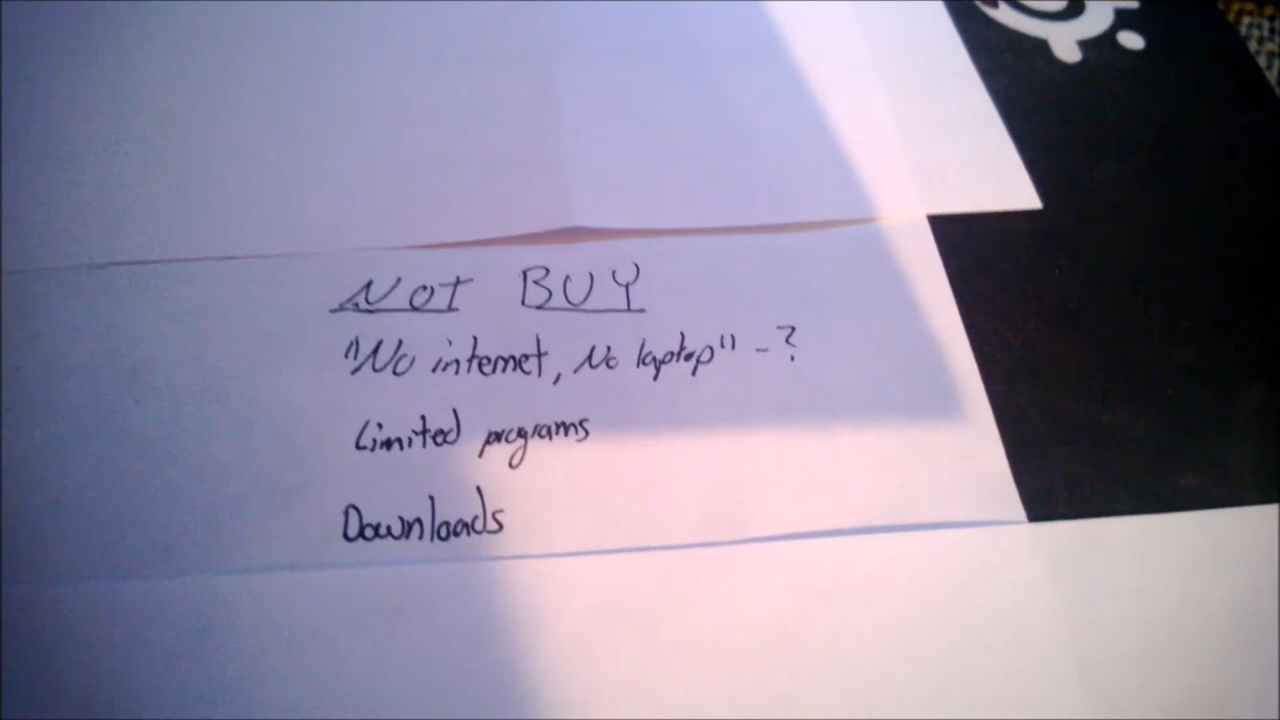 NOT BUY
"No internet, No laptop" - ?
Limited programs
Downloads